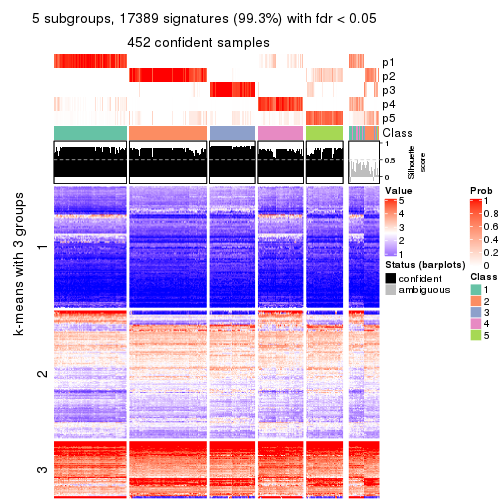 5 subgroups, 17389 signatures (99.3%) with fdr < 0.05
452 confident samples
p1
p2
p3
p4
p5
Class
1
0.5
0
Silhouette
score
k-means with 3 groups
1
2
3
Value
5
4
3
2
1
Prob
1
0.8
0.6
0.4
0.2
0
Status (barplots)
confident
ambiguous
Class
1
2
3
4
5